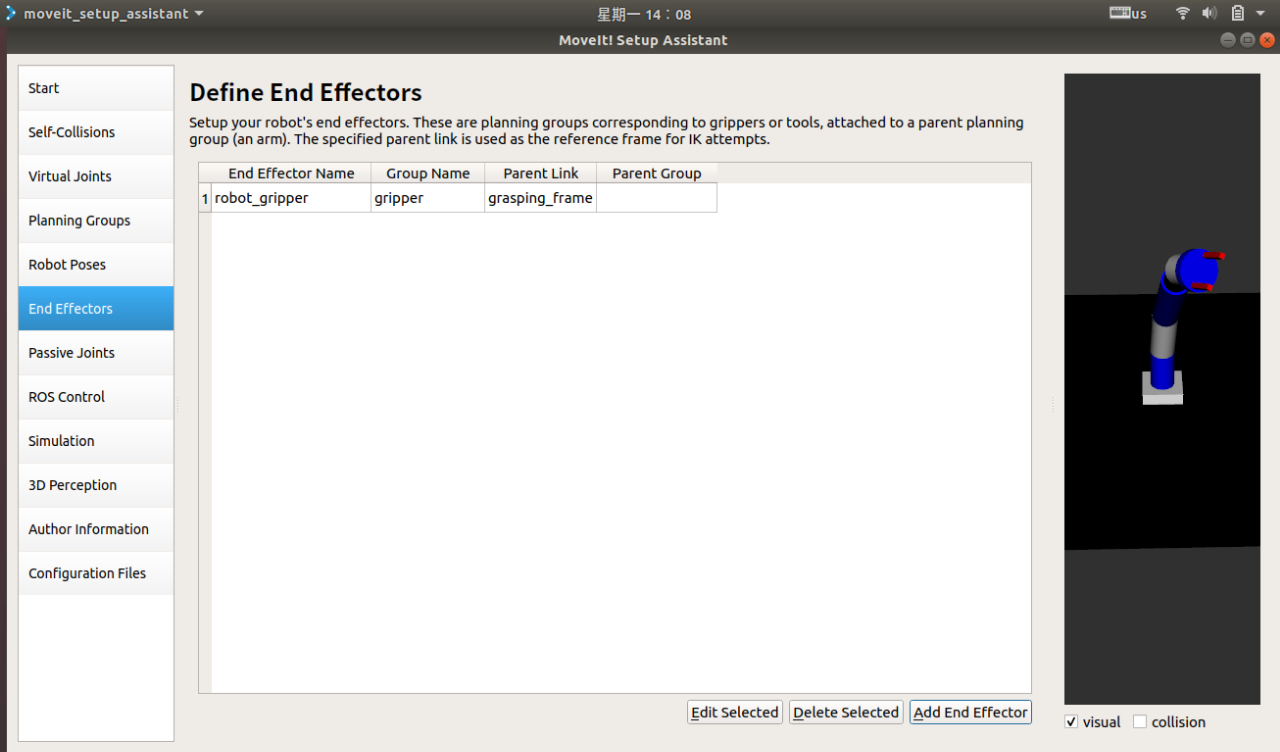 moveit_setup_assistant
星期一 14：08
us
MoveIt! Setup Assistant
Start
Self-Collisions
Virtual Joints
Planning Groups
Robot Poses
End Effectors
Passive Joints
ROS Control
Simulation
3D Perception
Author Information
Configuration Files
Define End Effectors
Setup your robot's end effectors. These are planning groups corresponding to grippers or tools, attached to a parent planning
group (an arm). The specified parent link is used as the reference frame for IK attempts.
End Effector Name Group Name Parent Link Parent Group
1 robot_gripper gripper grasping_frame
Edit Selected Delete Selected Add End Effector
visual collision